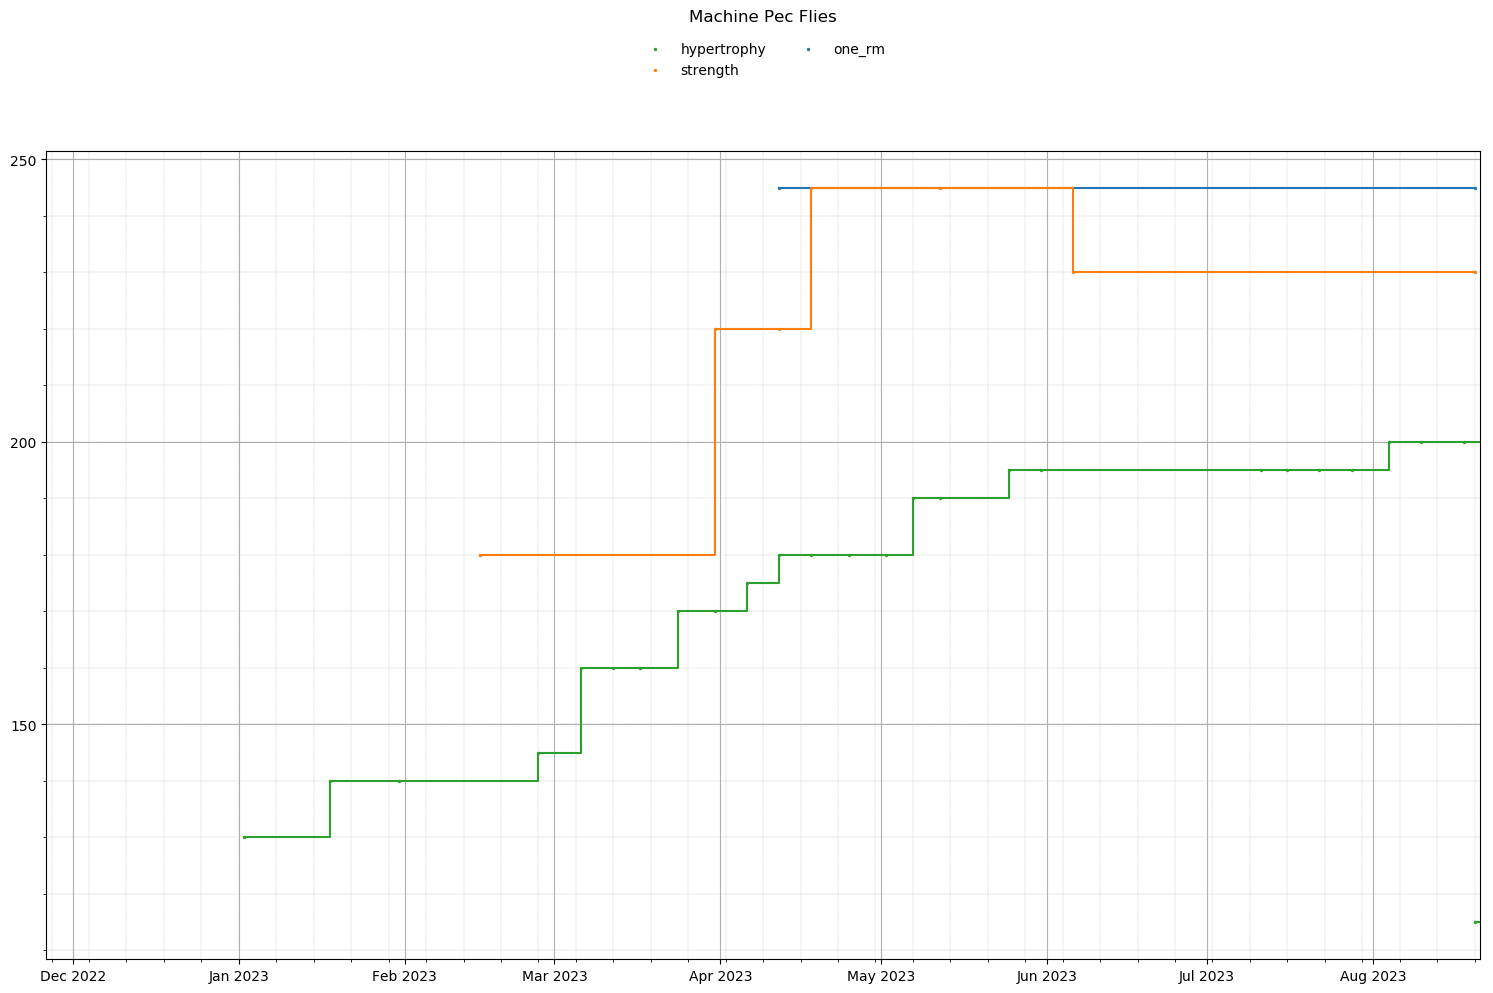 Machine Pec Flies
hypertrophy
strength
one_rm
250
200
150
Dec 2022
Jan 2023
Feb 2023
Mar 2023
Apr 2023
May 2023
Jun 2023
Jul 2023
Aug 2023